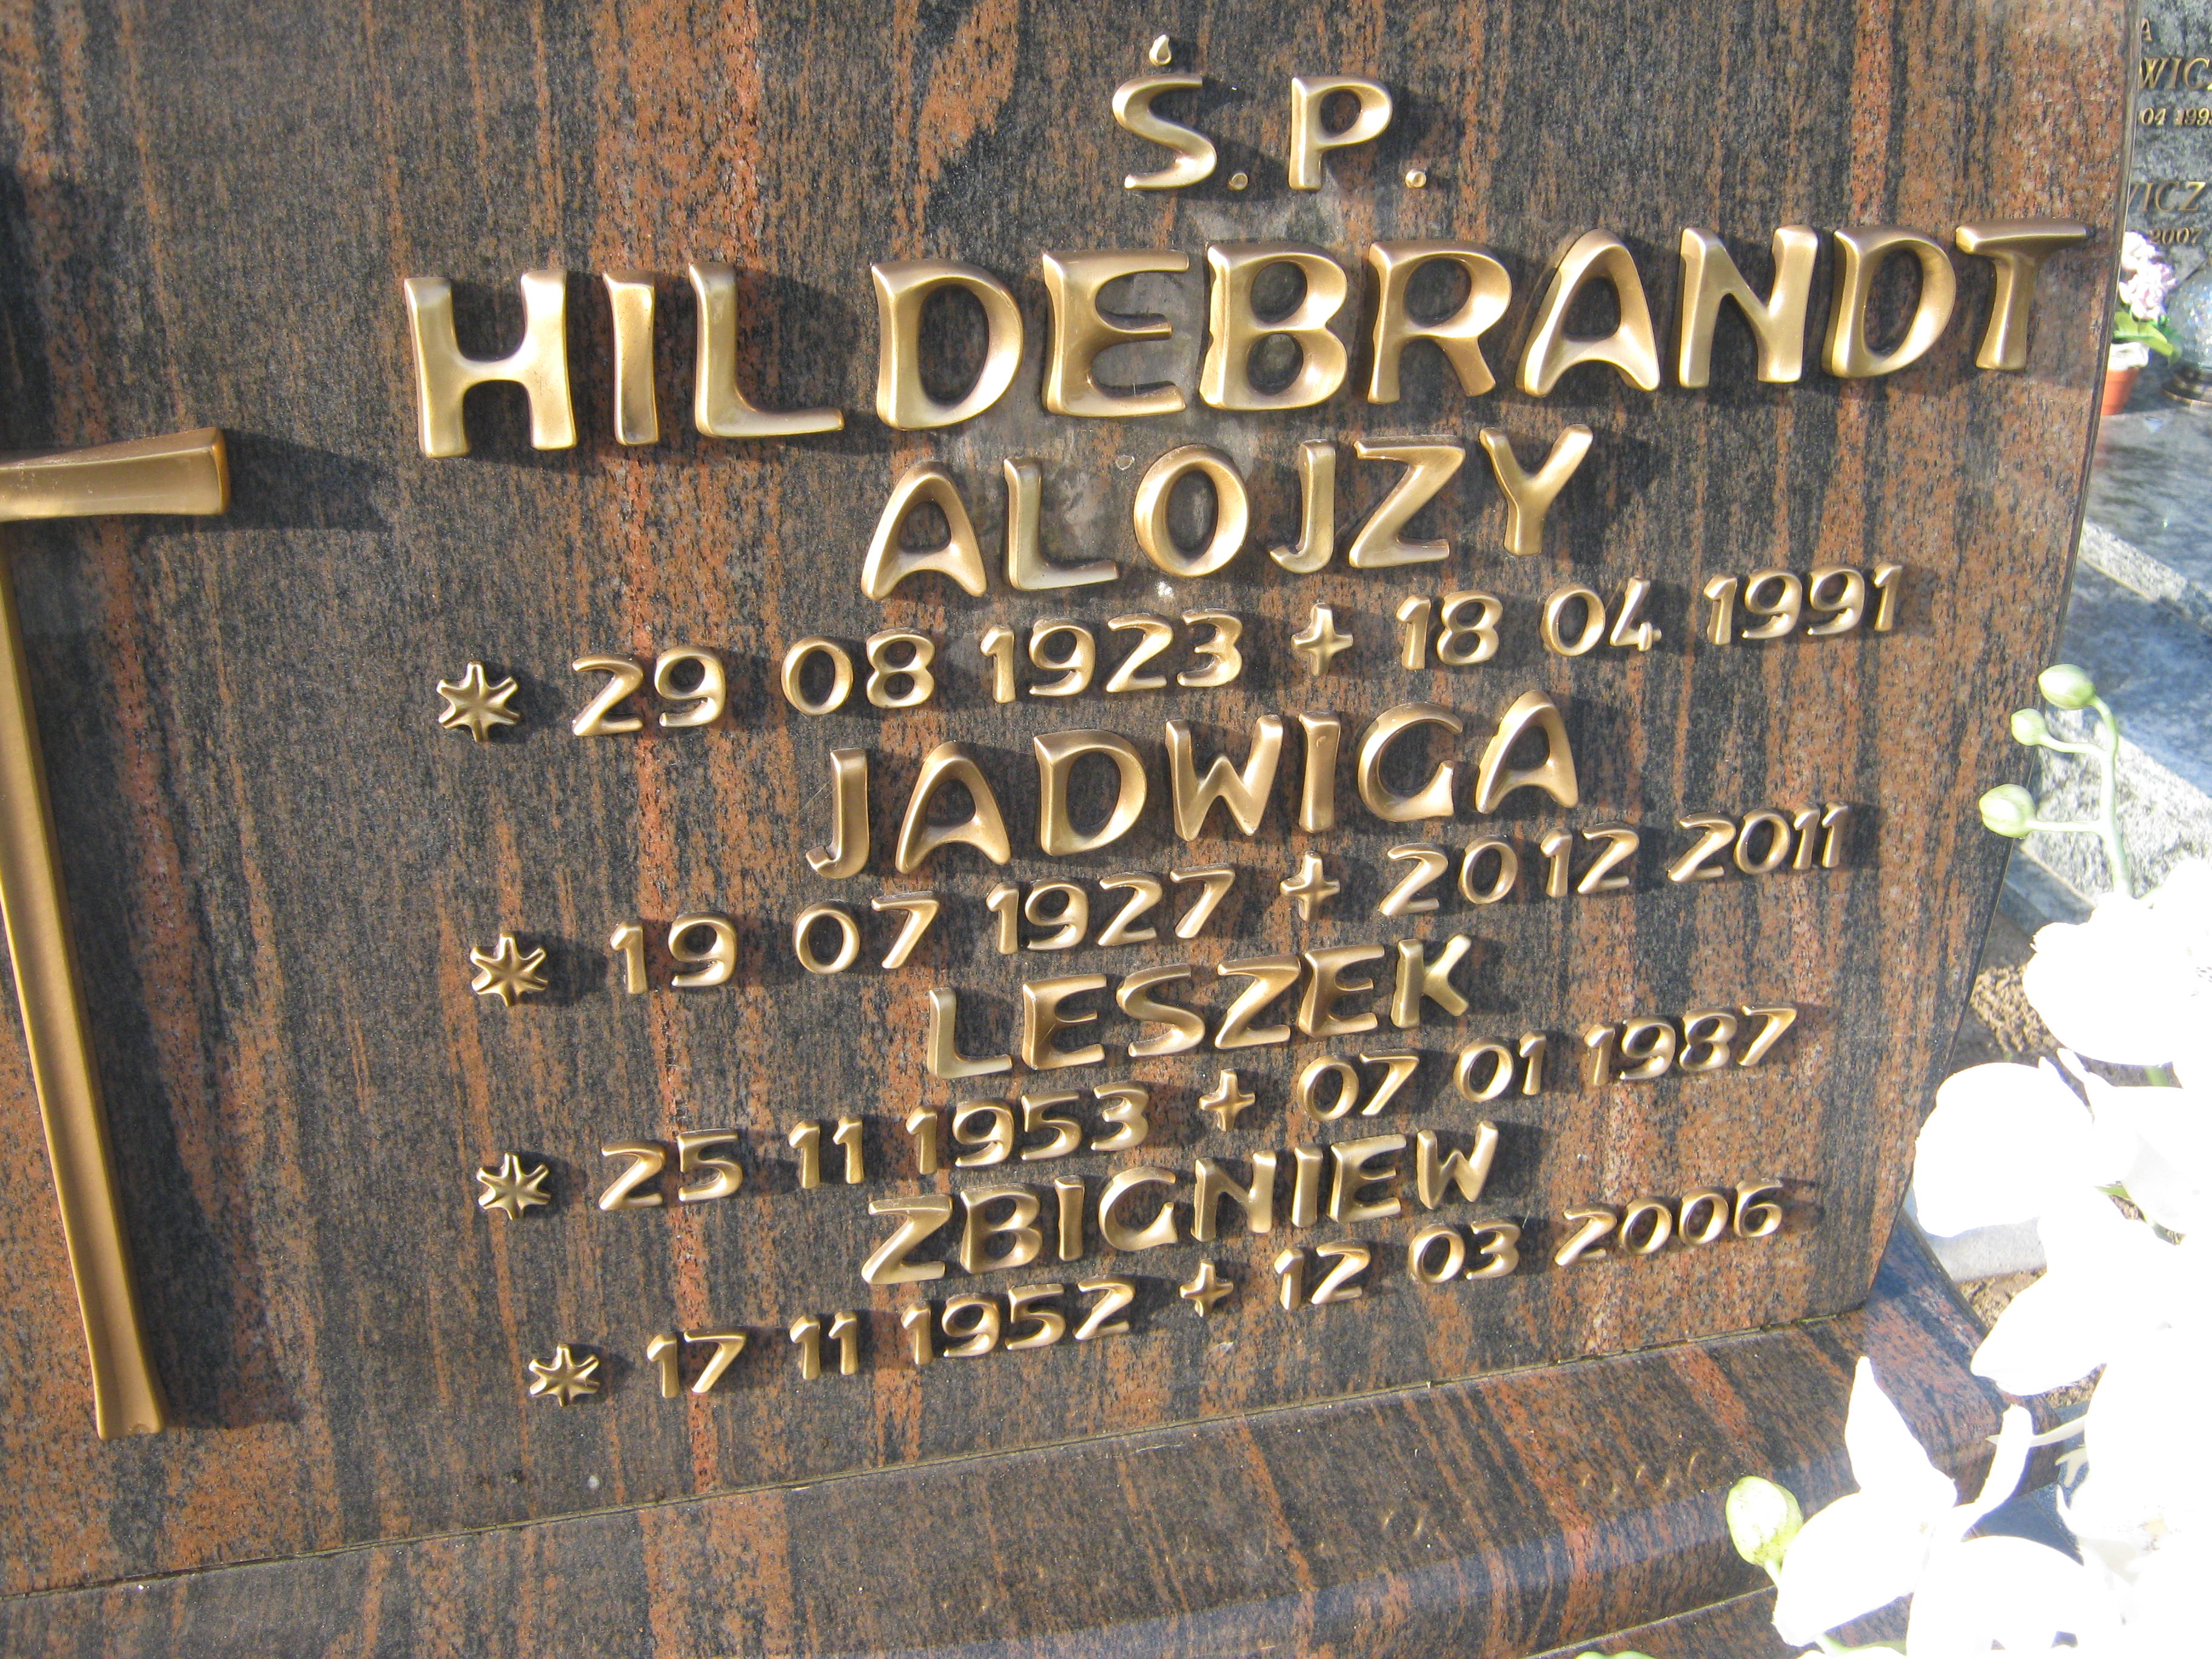 Ś.P.
HILDEBRANDT
ALOJZY
* 29 08 1923 + 18 04 1991
JADWIGA
* 19 07 1927 + 20 12 2011
LESZEK
* 25 11 1953 + 07 01 1987
ZBIGNIEW
* 17 11 1952 + 12 03 2006
2007